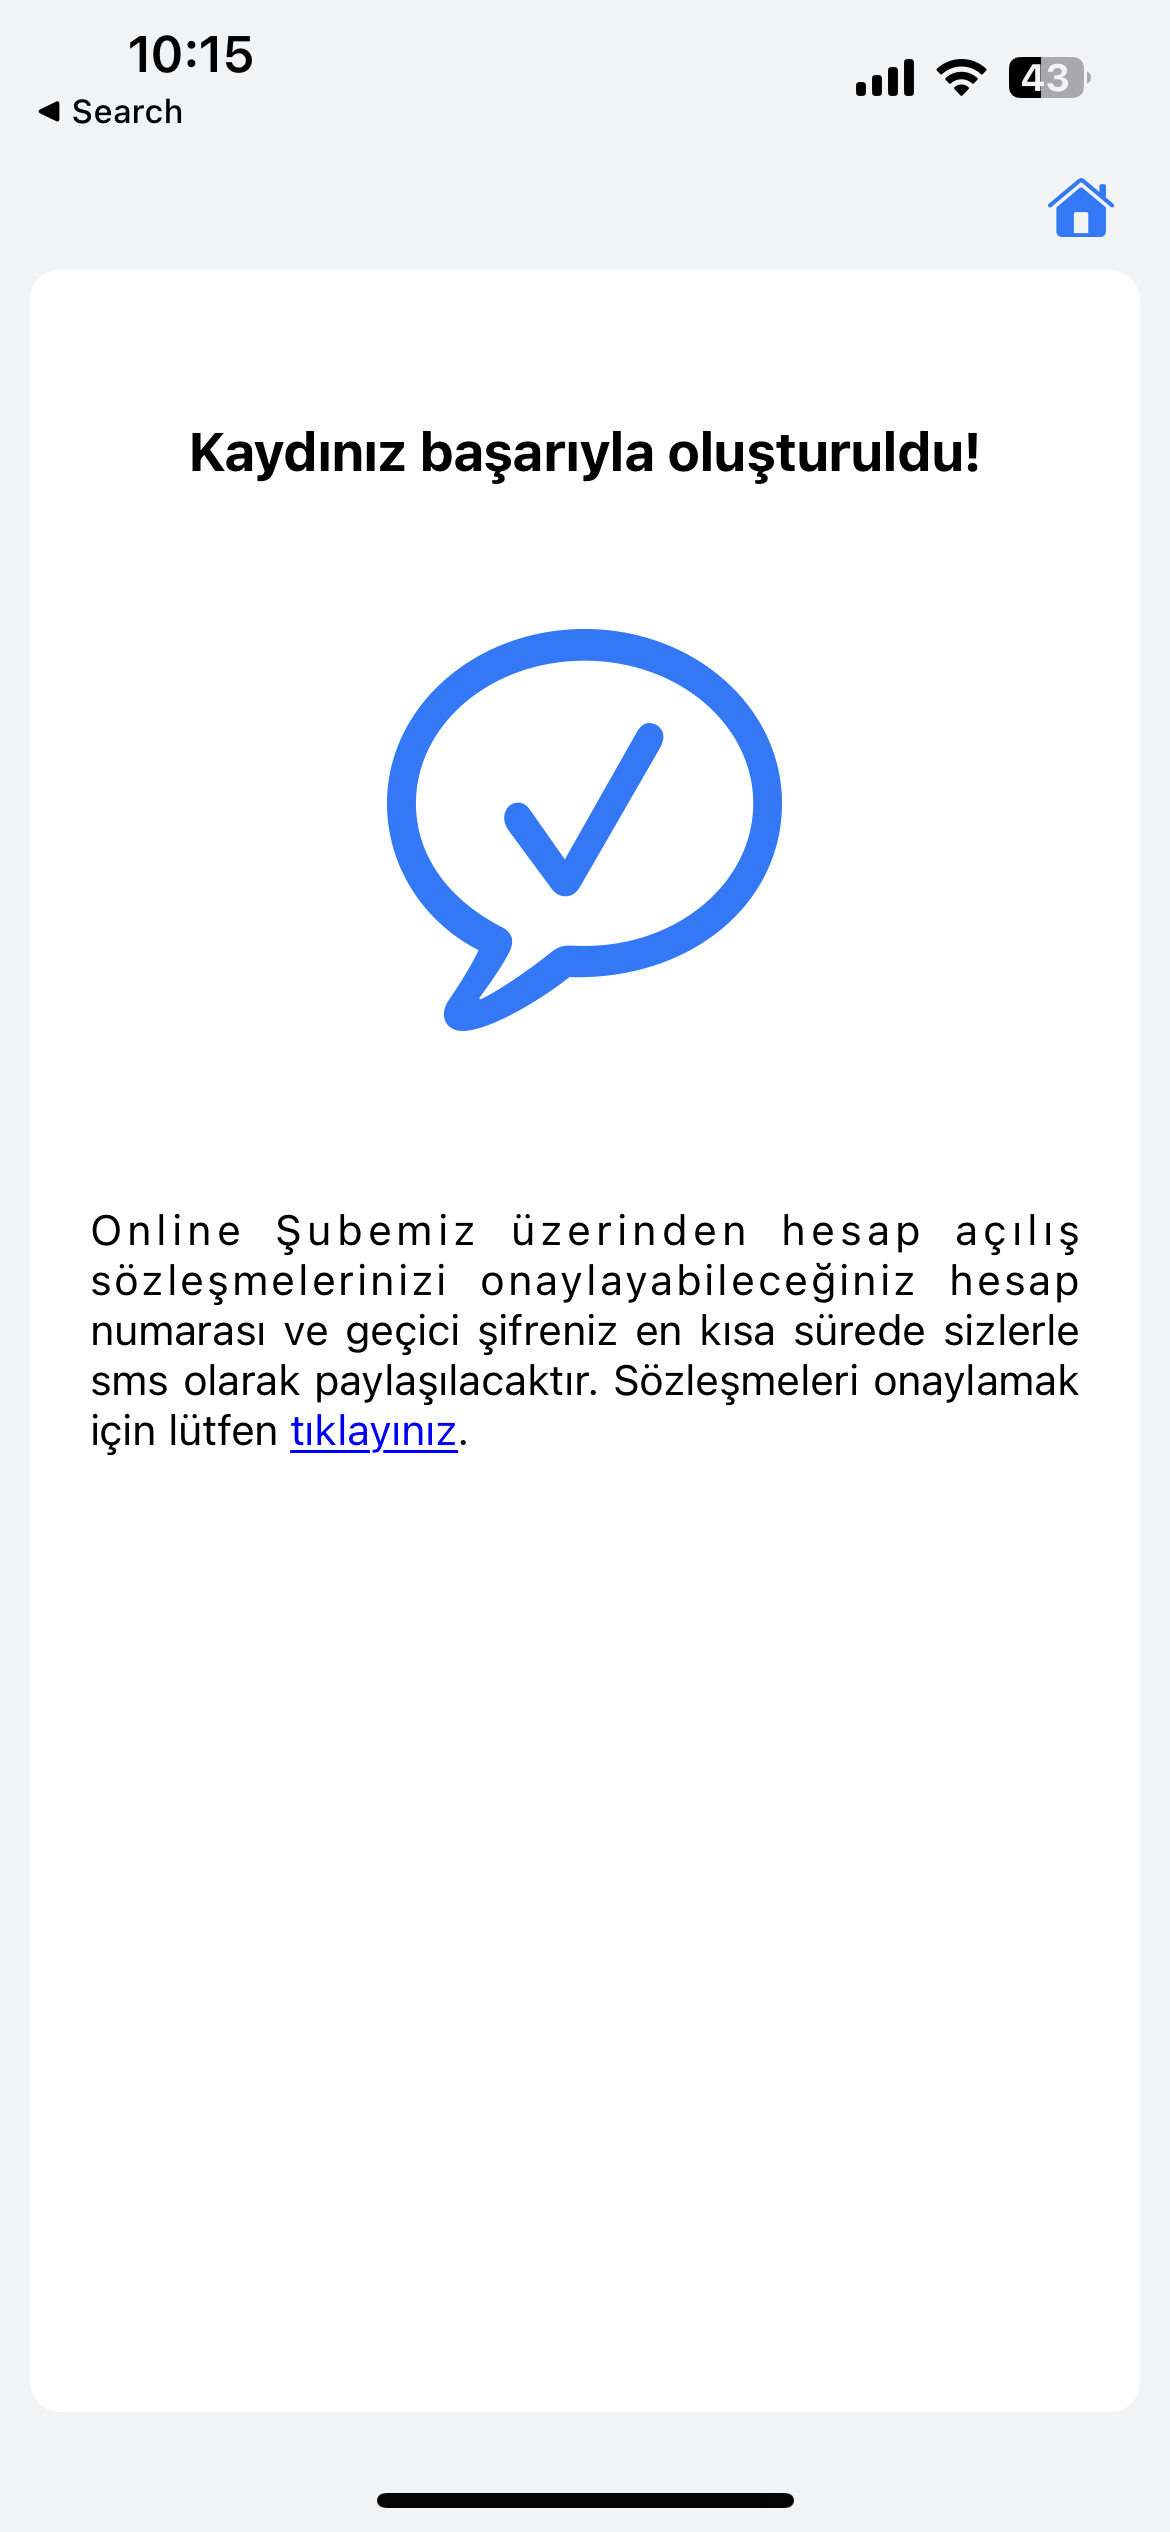 10:15
43
◀ Search
Kaydınız başarıyla oluşturuldu!
Online Şubemiz üzerinden hesap açılış
sözleşmelerinizi onaylayabileceğiniz hesap
numarası ve geçici şifreniz en kısa sürede sizlerle
sms olarak paylaşılacaktır. Sözleşmeleri onaylamak
için lütfen tıklayınız.